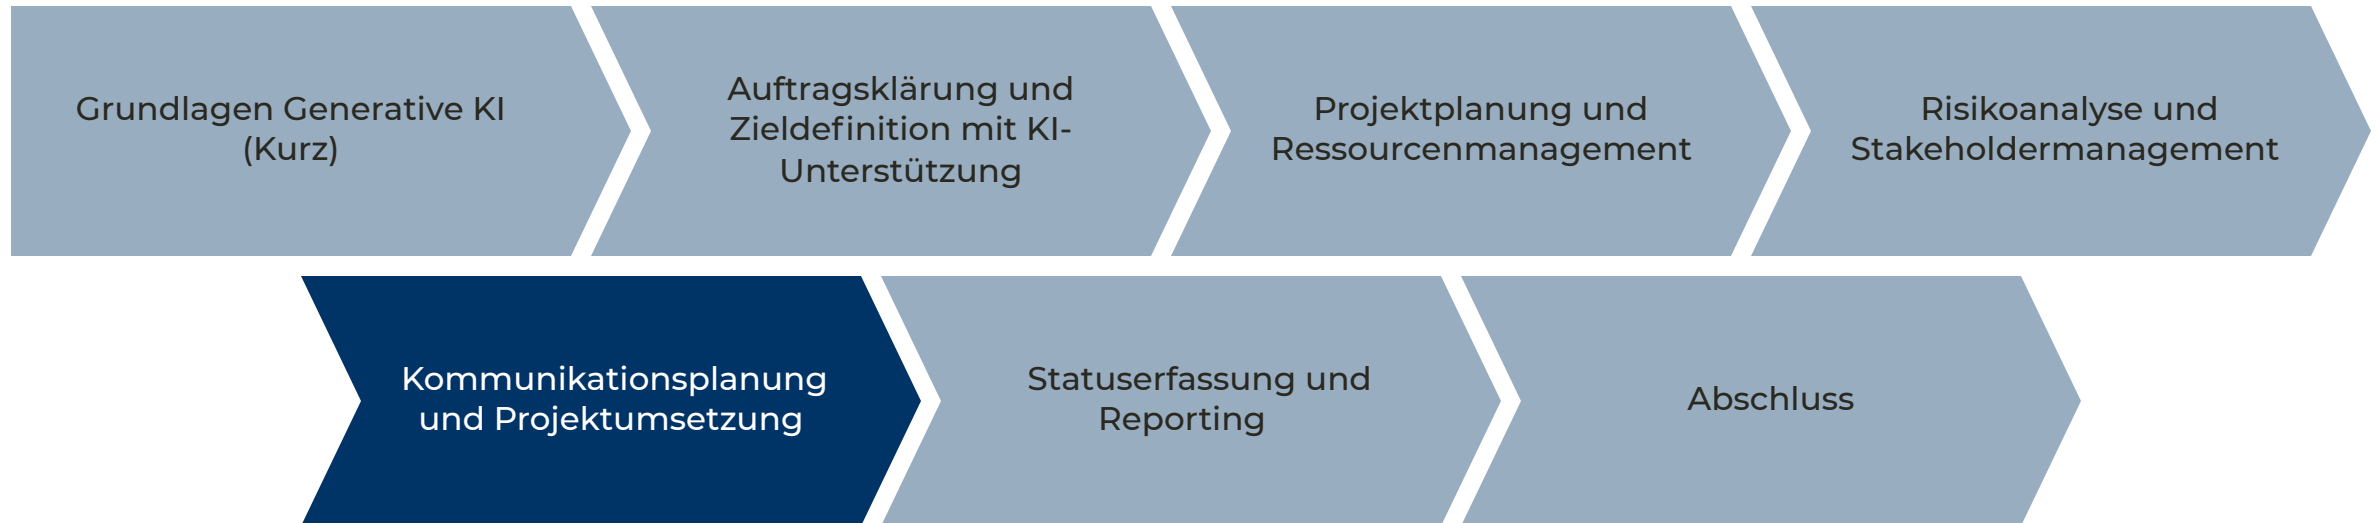 Grundlagen Generative KI
(Kurz)
Auftragsklärung und
Zieldefinition mit KI-
Unterstützung
Projektplanung und
Ressourcenmanagement
Risikoanalyse und
Stakeholdermanagement
Kommunikationsplanung
und Projektumsetzung
Statuserfassung und
Reporting
Abschluss